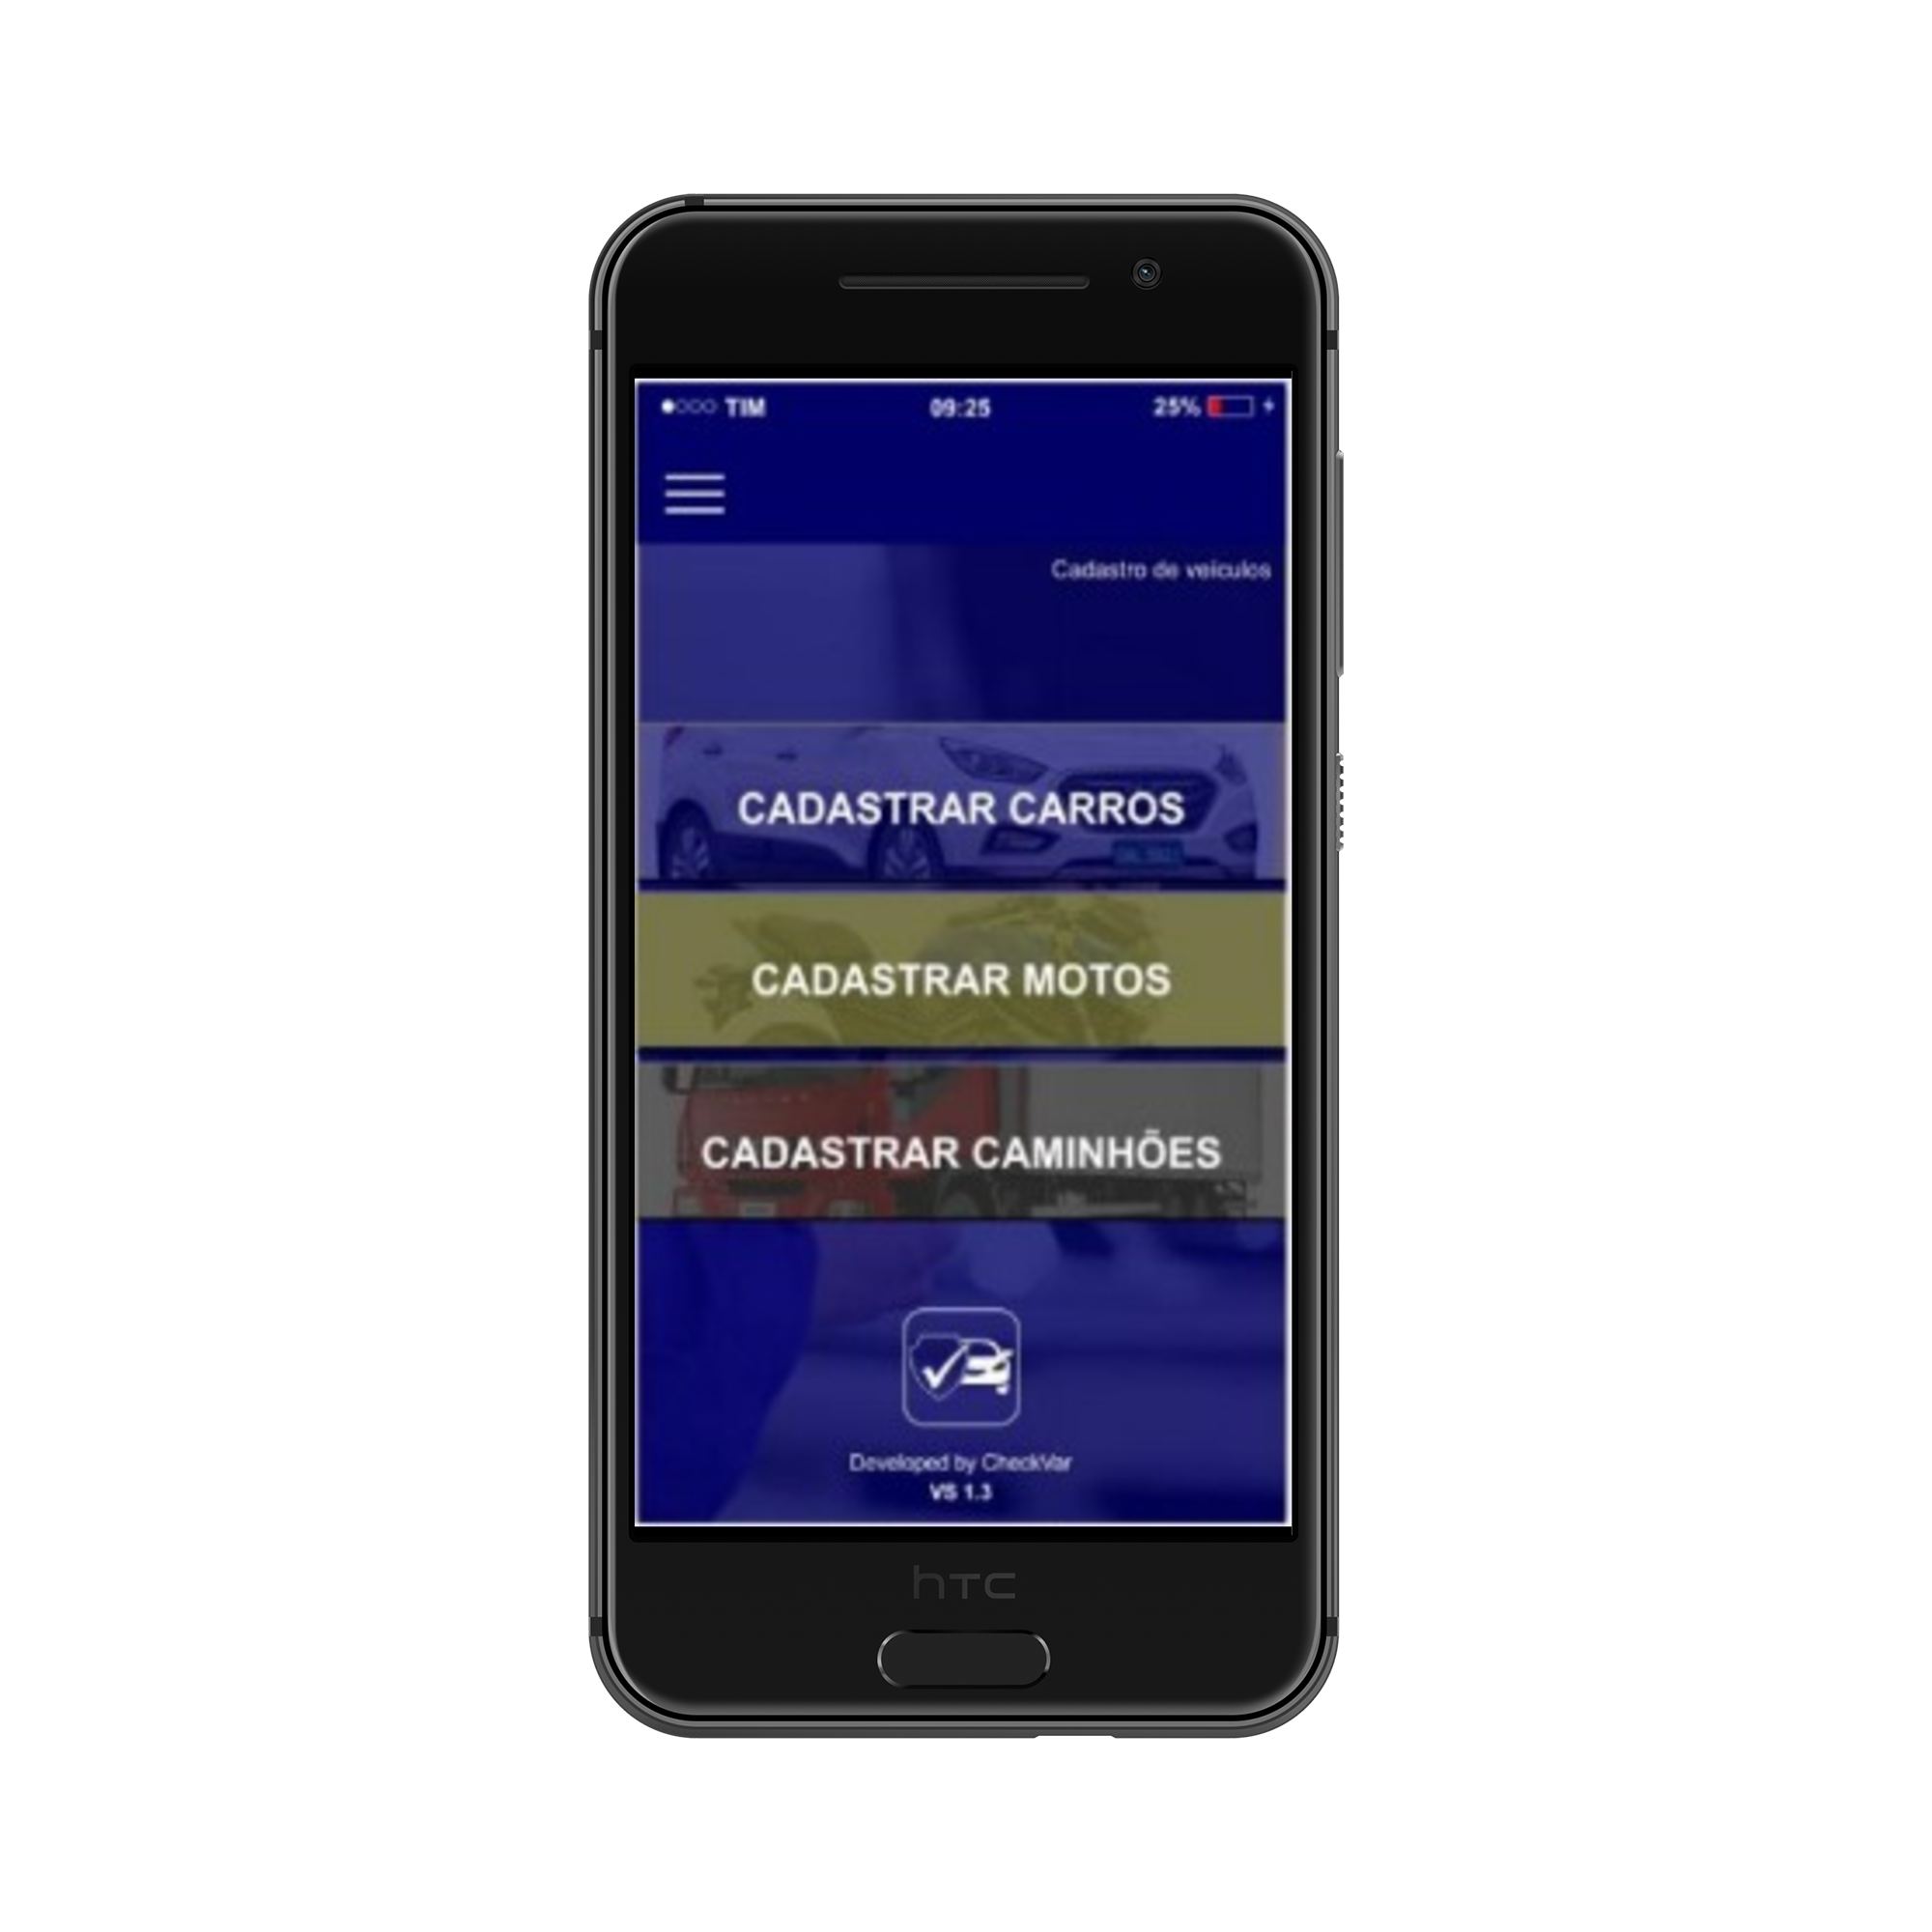 TIM 09:25 25%
Cadastro de veículos
CADASTRAR CARROS
CADASTRAR MOTOS
CADASTRAR CAMINHÕES
Developed by CheckVar
VS 1.3
hTC